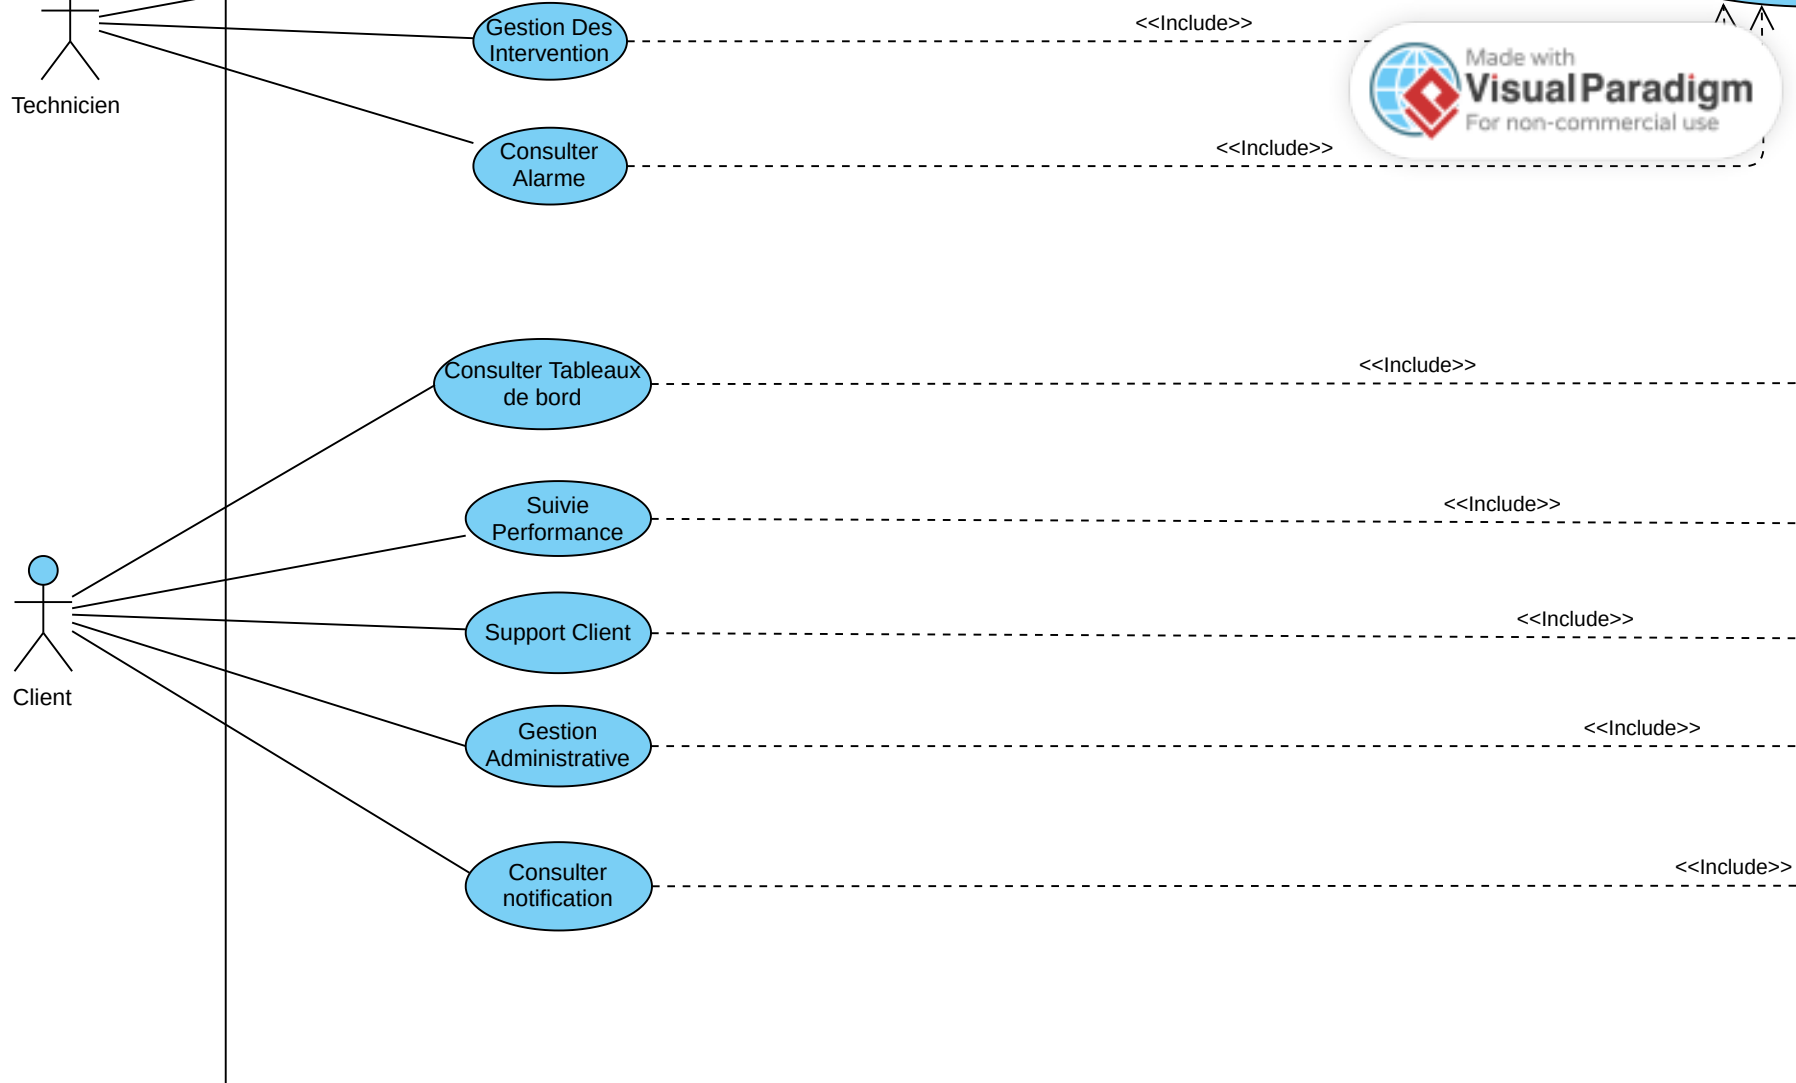 Gestion Des
Intervention
<<Include>>
Made with
Visual Paradigm
For non-commercial use
Technicien
Consulter
Alarme
<<Include>>
Consulter Tableaux
de bord
<<Include>>
Suivie
Performance
<<Include>>
Support Client
<<Include>>
Client
Gestion
Administrative
<<Include>>
Consulter
notification
<<Include>>